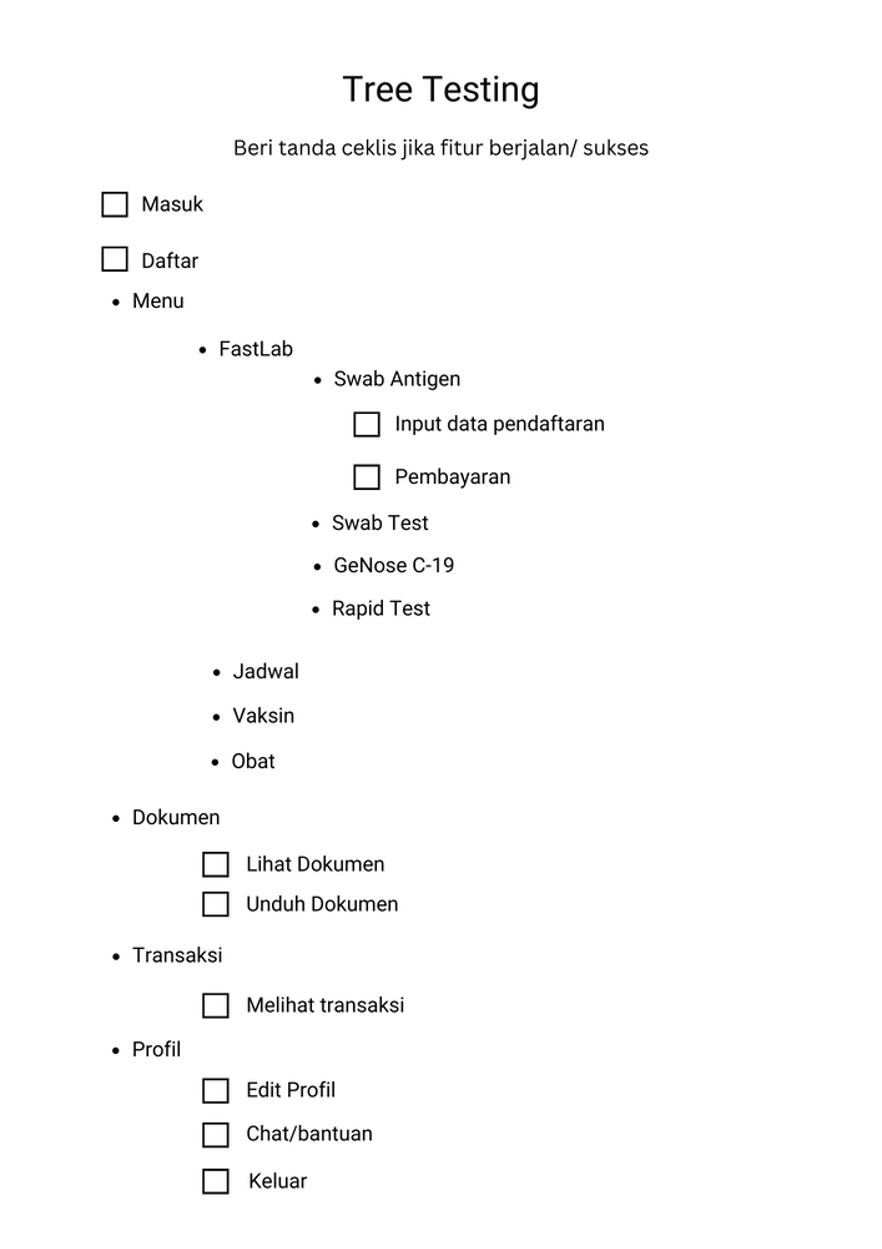 Tree Testing
Beri tanda ceklis jika fitur berjalan/ sukses
Masuk
Daftar
• Menu
• FastLab
• Swab Antigen
Input data pendaftaran
Pembayaran
• Swab Test
• GeNose C-19
• Rapid Test
• Jadwal
• Vaksin
• Obat
• Dokumen
Lihat Dokumen
Unduh Dokumen
• Transaksi
Melihat transaksi
• Profil
Edit Profil
Chat/bantuan
Keluar